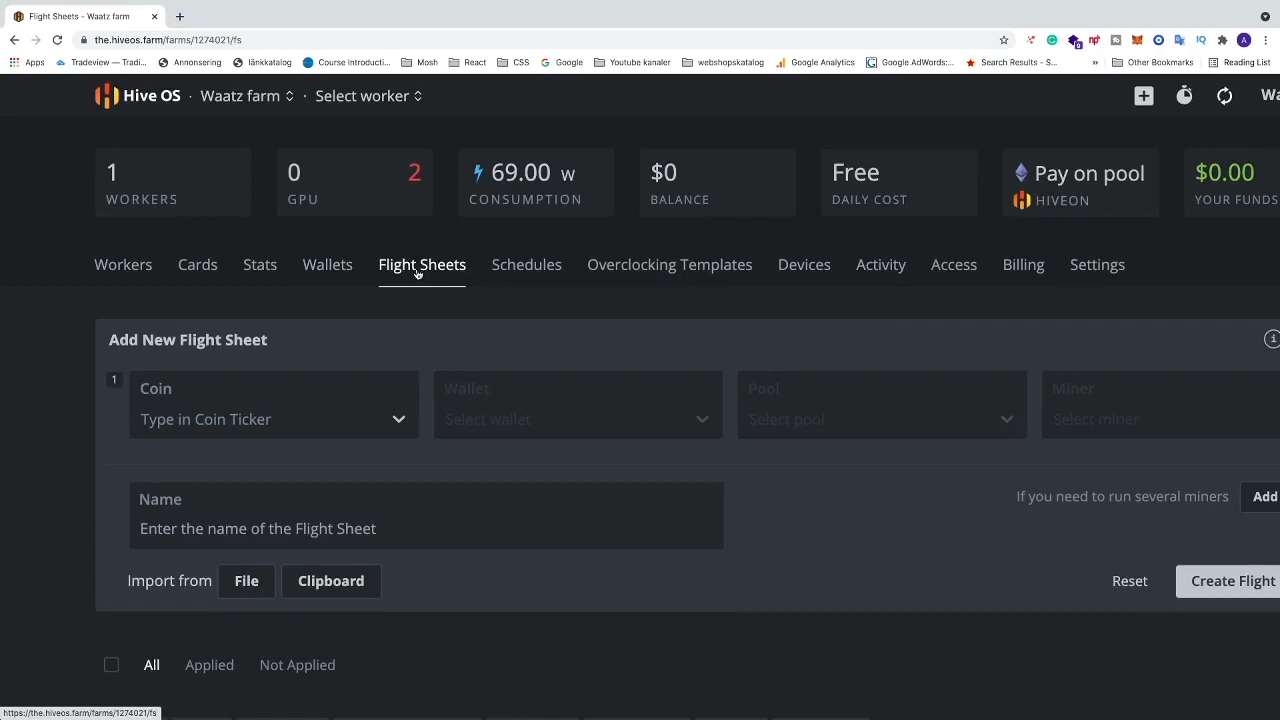 Flight Sheets - Waatz farm
the.hiveos.farm/farms/1274021/fs
9
A
Apps Tradeview – Tradi... Annonsering länkkatalog Course Introducti... Mosh React CSS Google Youtube kanaler webshopskatalog Google Analytics Google AdWords:... Search Results - S... » Other Bookmarks Reading List
Hive OS · Waatz farm · Select worker Wa
1 0 2 69.00 W $0 Free Pay on pool $0.00
WORKERS GPU CONSUMPTION BALANCE DAILY COST HIVEON YOUR FUNDS
Workers Cards Stats Wallets Flight Sheets Schedules Overclocking Templates Devices Activity Access Billing Settings
Add New Flight Sheet
1 Coin Wallet Pool Miner
Type in Coin Ticker Select wallet Select pool Select miner
Name
If you need to run several miners Add
Enter the name of the Flight Sheet
Import from File Clipboard Reset Create Flight
All Applied Not Applied
https://the.hiveos.farm/farms/1274021/fs